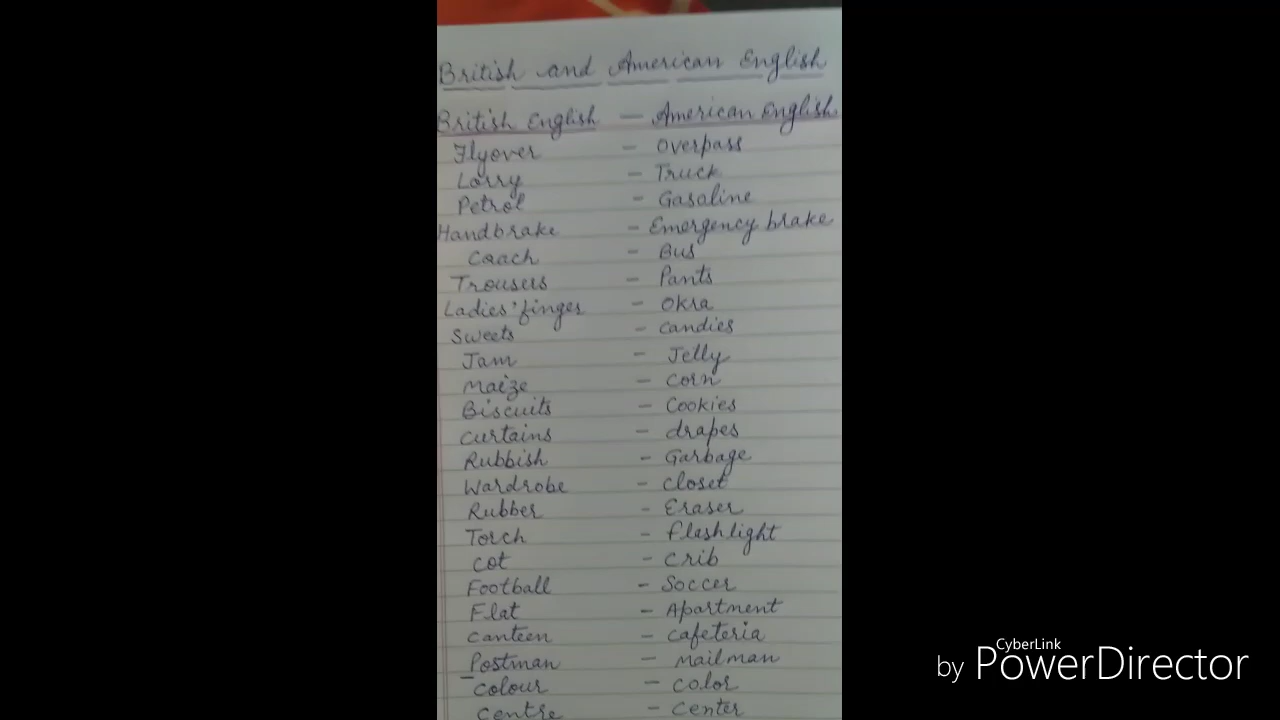 British and American English
British English — American English
Flyover – Overpass
Lorry – Truck
Petrol – Gasoline
Handbrake – Emergency brake
Coach – Bus
Trousers – Pants
Ladies' finger – Okra
Sweets – candies
Jam – Jelly
Maize – Corn
Biscuits – Cookies
Curtains – drapes
Rubbish – Garbage
Wardrobe – Closet
Rubber – Eraser
Torch – flashlight
Cot – Crib
Football – Soccer
Flat – Apartment
Canteen – Cafeteria
Postman – Mailman
Colour – Color
Centre – Center
CyberLink
by PowerDirector